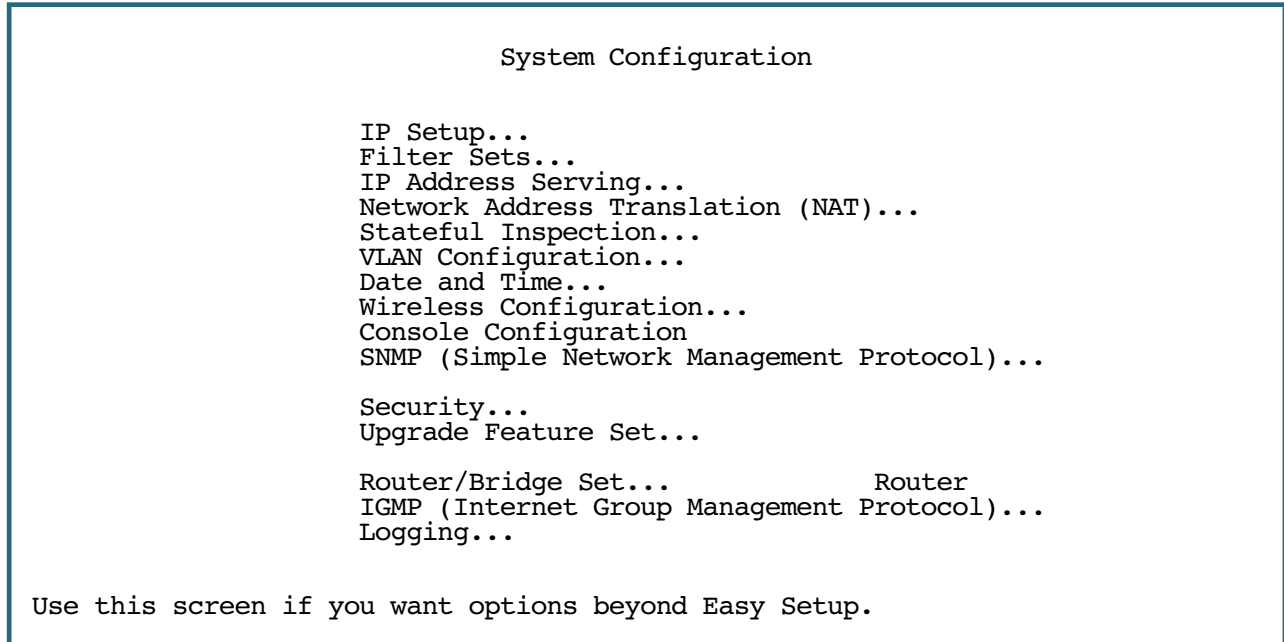 System Configuration
IP Setup...
Filter Sets...
IP Address Serving...
Network Address Translation (NAT)...
Stateful Inspection...
VLAN Configuration...
Date and Time...
Wireless Configuration...
Console Configuration
SNMP (Simple Network Management Protocol)...
Security...
Upgrade Feature Set...
Router/Bridge Set... Router
IGMP (Internet Group Management Protocol)...
Logging...
Use this screen if you want options beyond Easy Setup.